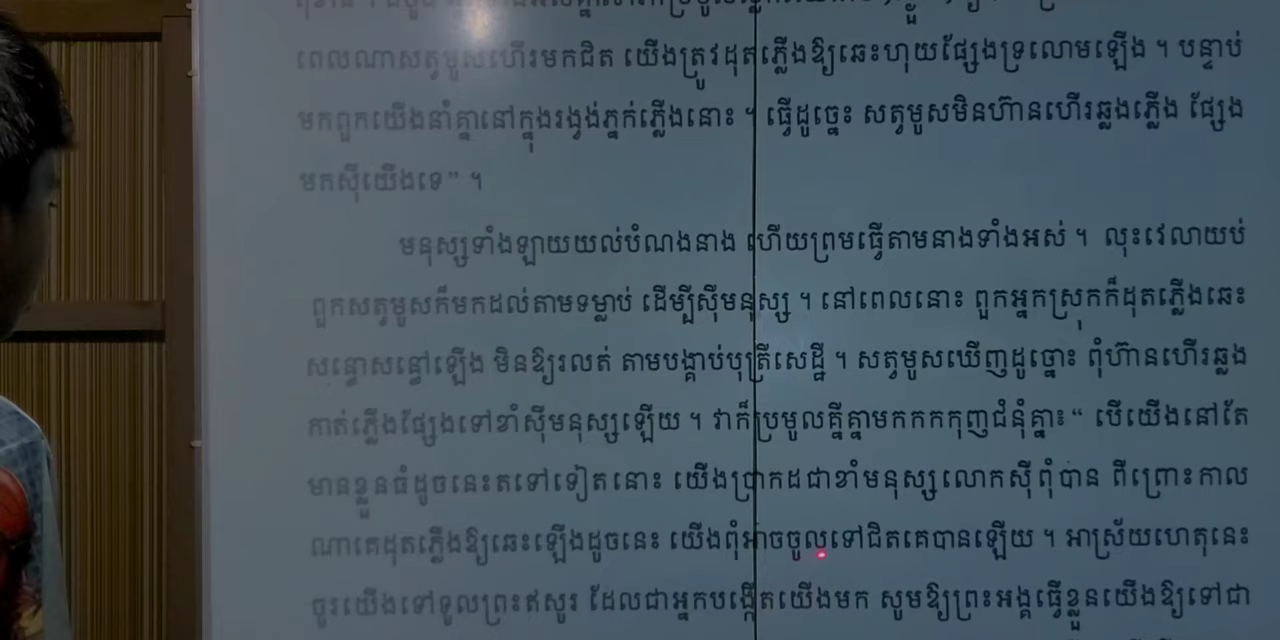 ពេលណាសត្វមូសហើរមកជិត យើងត្រូវដុតភ្លើងឱ្យឆេះហុយផ្សែងទ្រលោមឡើង ។ បន្ទាប់
មកពួកយើងនាំគ្នានៅក្នុងរង្វង់ភ្នក់ភ្លើងនោះ ។ ធ្វើដូច្នេះ សត្វមូសមិនហ៊ានហើរឆ្លងភ្លើង ផ្សែង
មកស៊ីយើងទេ” ។
មនុស្សទាំងឡាយយល់បំណងនាង ហើយព្រមធ្វើតាមនាងទាំងអស់ ។ លុះវេលាយប់
ពួកសត្វមូសក៏មកដល់តាមទម្លាប់ ដើម្បីស៊ីមនុស្ស ។ នៅពេលនោះ ពួកអ្នកស្រុកក៏ដុតភ្លើងឆេះ
សន្ធោសន្ធៅឡើង មិនឱ្យរលត់ តាមបង្គាប់បុត្រីសេដ្ឋី ។ សត្វមូសឃើញដូច្នោះ ពុំហ៊ានហើរឆ្លង
កាត់ភ្លើងផ្សែងទៅខាំស៊ីមនុស្សឡើយ ។ វាក៏ប្រមូលគ្នីគ្នាមកកកកុញជំនុំគ្នា៖“ បើយើងនៅតែ
មានខ្លួនធំដូចនេះតទៅទៀតនោះ យើងប្រាកដជាខាំមនុស្សលោកស៊ីពុំបាន ពីព្រោះកាល
ណាគេដុតភ្លើងឱ្យឆេះឡើងដូចនេះ យើងពុំអាចចូលទៅជិតគេបានឡើយ ។ អាស្រ័យហេតុនេះ
ចូរយើងទៅទូលព្រះឥសូរ ដែលជាអ្នកបង្កើតយើងមក សូមឱ្យព្រះអង្គធ្វើខ្លួនយើងឱ្យទៅជា